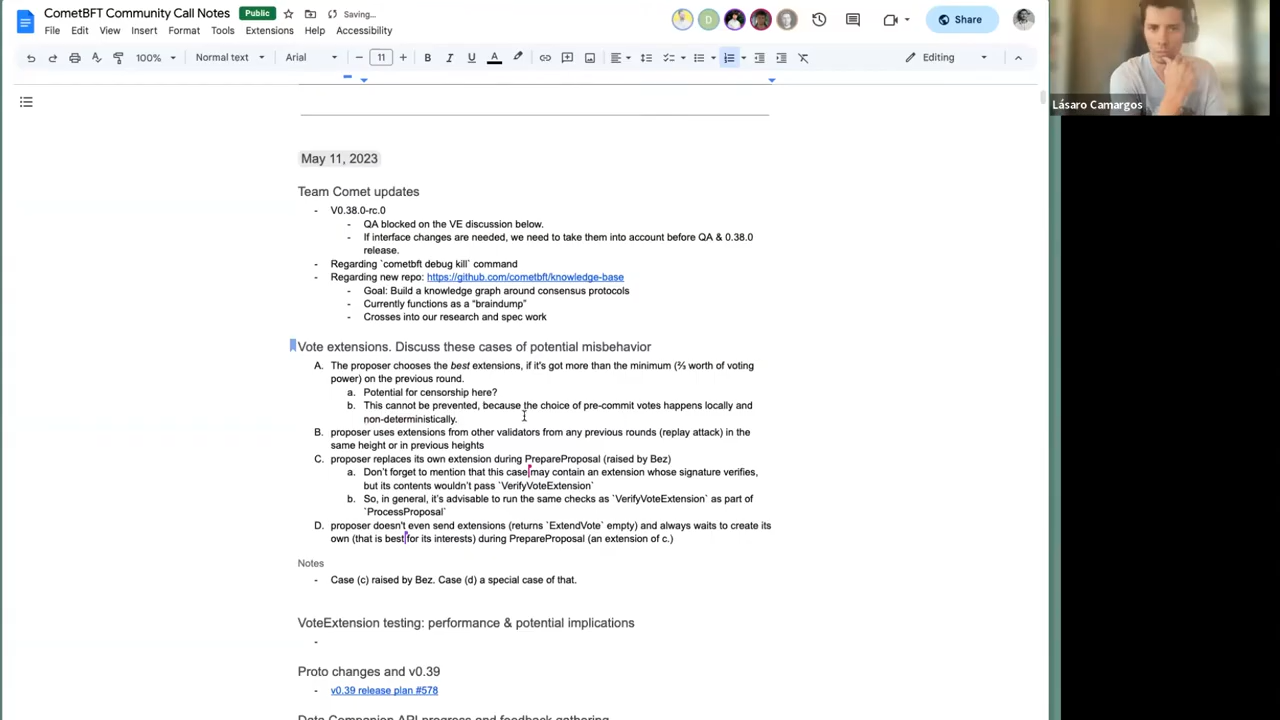 CometBFT Community Call Notes
Public
Saving...
File Edit View Insert Format Tools Extensions Help Accessibility
Share
100%
Normal text
Arial
11
B I U A
Editing
Lásaro Camargos
May 11, 2023
Team Comet updates
- V0.38.0-rc.0
- QA blocked on the VE discussion below.
- If interface changes are needed, we need to take them into account before QA & 0.38.0
release.
- Regarding `cometbft debug kill` command
- Regarding new repo: https://github.com/cometbft/knowledge-base
- Goal: Build a knowledge graph around consensus protocols
- Currently functions as a “braindump”
- Crosses into our research and spec work
Vote extensions. Discuss these cases of potential misbehavior
A. The proposer chooses the best extensions, if it's got more than the minimum (⅔ worth of voting
power) on the previous round.
a. Potential for censorship here?
b. This cannot be prevented, because the choice of pre-commit votes happens locally and
non-deterministically.
B. proposer uses extensions from other validators from any previous rounds (replay attack) in the
same height or in previous heights
C. proposer replaces its own extension during PrepareProposal (raised by Bez)
a. Don’t forget to mention that this case may contain an extension whose signature verifies,
but its contents wouldn’t pass `VerifyVoteExtension`
b. So, in general, it’s advisable to run the same checks as `VerifyVoteExtension` as part of
`ProcessProposal`
D. proposer doesn't even send extensions (returns `ExtendVote` empty) and always waits to create its
own (that is best for its interests) during PrepareProposal (an extension of c.)
Notes
- Case (c) raised by Bez. Case (d) a special case of that.
VoteExtension testing: performance & potential implications
-
Proto changes and v0.39
- v0.39 release plan #578
Data Companion API progress and feedback gathering